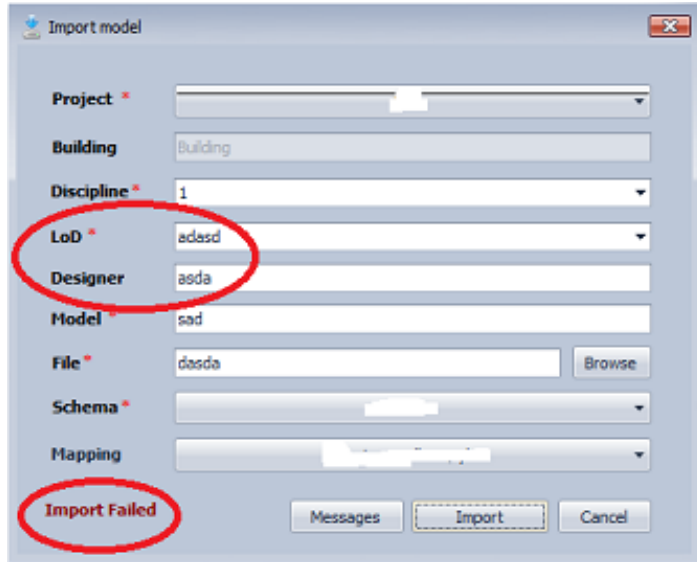 Import model
Project *
Building Building
Discipline * 1
LoD * adasd
Designer asda
Model * sad
File * dasda Browse
Schema *
Mapping
Import Failed Messages Import Cancel